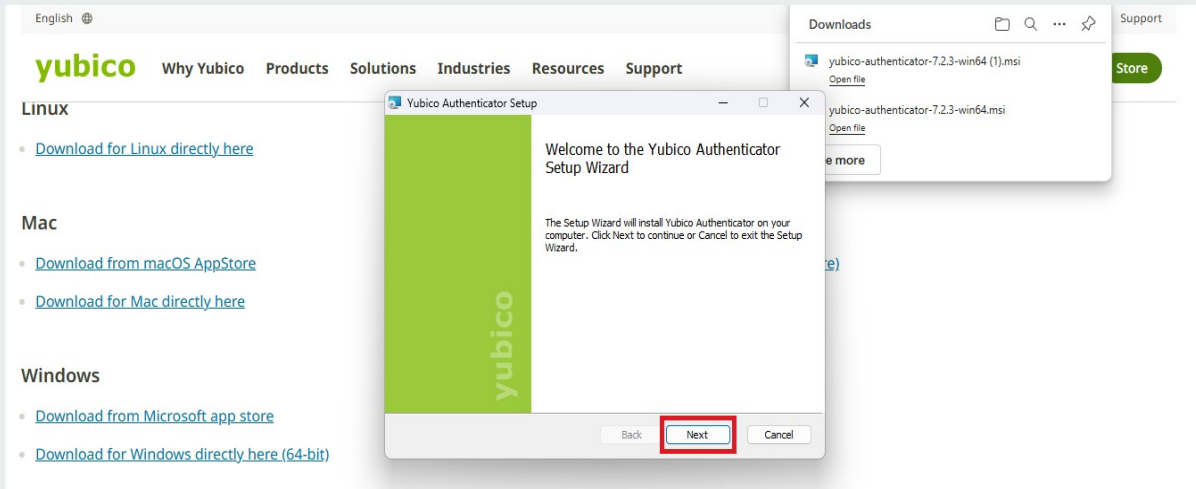 English
Support
yubico
Why Yubico
Products
Solutions
Industries
Resources
Support
Store
Downloads
yubico-authenticator-7.2.3-win64 (1).msi
Open file
yubico-authenticator-7.2.3-win64.msi
Open file
e more
Linux
Download for Linux directly here
Mac
Download from macOS AppStore
Download for Mac directly here
re)
Windows
Download from Microsoft app store
Download for Windows directly here (64-bit)
Yubico Authenticator Setup
Welcome to the Yubico Authenticator
Setup Wizard
The Setup Wizard will install Yubico Authenticator on your
computer. Click Next to continue or Cancel to exit the Setup
Wizard.
yubico
Back
Next
Cancel